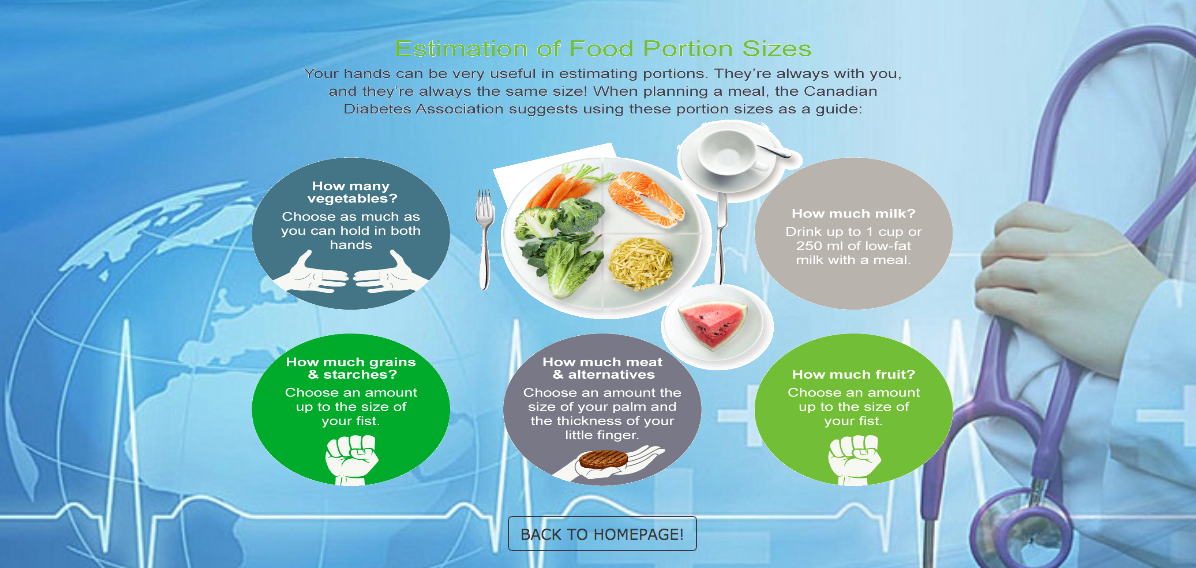 Estimation of Food Portion Sizes
Your hands can be very useful in estimating portions. They're always with you,
and they're always the same size! When planning a meal, the Canadian
Diabetes Association suggests using these portion sizes as a guide:
How many
vegetables?
Choose as much as
you can hold in both
hands
How much milk?
Drink up to 1 cup or
250 ml of low-fat
milk with a meal.
How much grains
& starches?
Choose an amount
up to the size of
your fist.
How much meat
& alternatives
Choose an amount the
size of your palm and
the thickness of your
little finger.
How much fruit?
Choose an amount
up to the size of
your fist.
BACK TO HOMEPAGE!